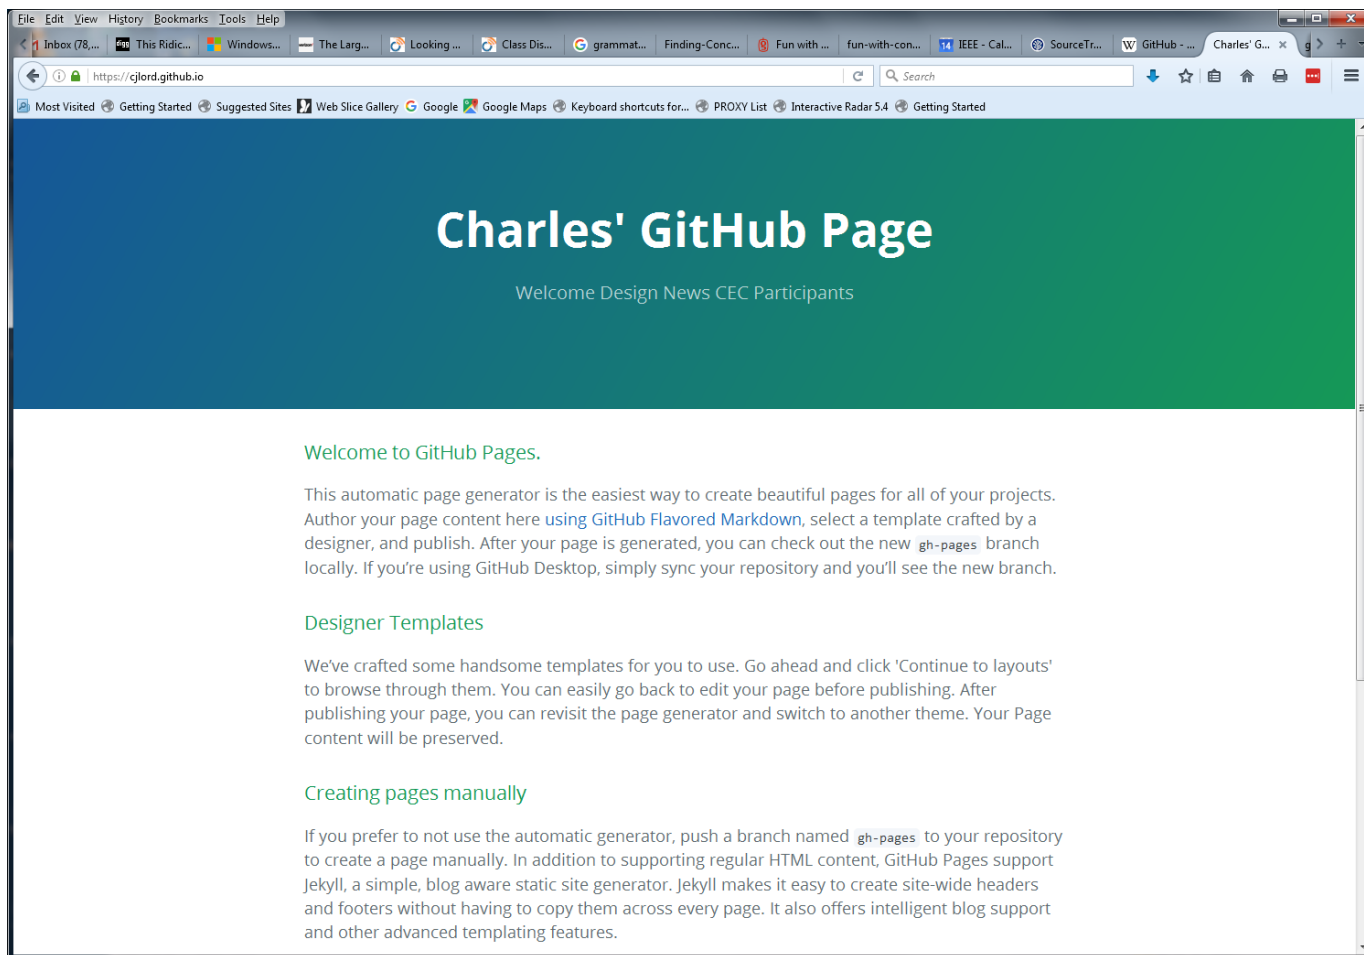 File Edit View History Bookmarks Tools Help
Inbox (78,... This Ridic... Windows... The Larg... Looking ... Class Dis... grammat... Finding-Conc... Fun with ... fun-with-con... 14 IEEE - Cal... SourceTr... W GitHub - ... Charles' G... g
https://cjlord.github.io Search
Most Visited Getting Started Suggested Sites Web Slice Gallery G Google Google Maps Keyboard shortcuts for... PROXY List Interactive Radar 5.4 Getting Started
Charles' GitHub Page
Welcome Design News CEC Participants
Welcome to GitHub Pages.
This automatic page generator is the easiest way to create beautiful pages for all of your projects.
Author your page content here using GitHub Flavored Markdown, select a template crafted by a
designer, and publish. After your page is generated, you can check out the new gh-pages branch
locally. If you’re using GitHub Desktop, simply sync your repository and you’ll see the new branch.
Designer Templates
We’ve crafted some handsome templates for you to use. Go ahead and click 'Continue to layouts'
to browse through them. You can easily go back to edit your page before publishing. After
publishing your page, you can revisit the page generator and switch to another theme. Your Page
content will be preserved.
Creating pages manually
If you prefer to not use the automatic generator, push a branch named gh-pages to your repository
to create a page manually. In addition to supporting regular HTML content, GitHub Pages support
Jekyll, a simple, blog aware static site generator. Jekyll makes it easy to create site-wide headers
and footers without having to copy them across every page. It also offers intelligent blog support
and other advanced templating features.